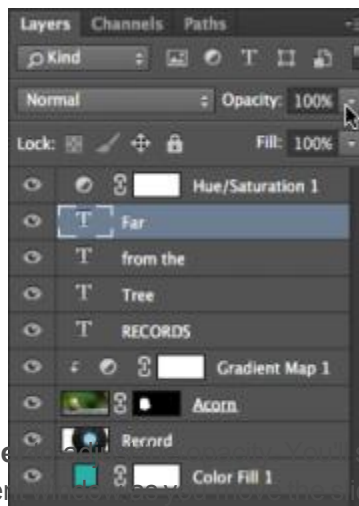 Layers Channels Paths
Kind
Normal Opacity: 100%
Lock: Fill: 100%
Hue/Saturation 1
T Far
T from the
T Tree
T RECORDS
Gradient Map 1
Acorn
Record
Color Fill 1